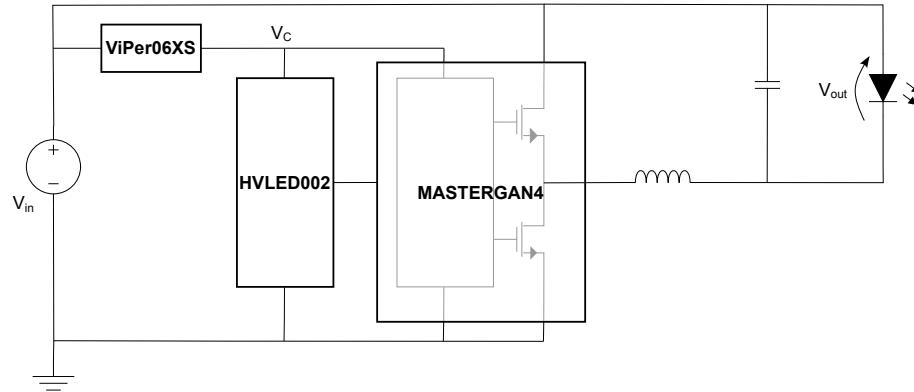 ViPer06XS
V_C
V_out
HVLED002
MASTERGAN4
+
−
V_in